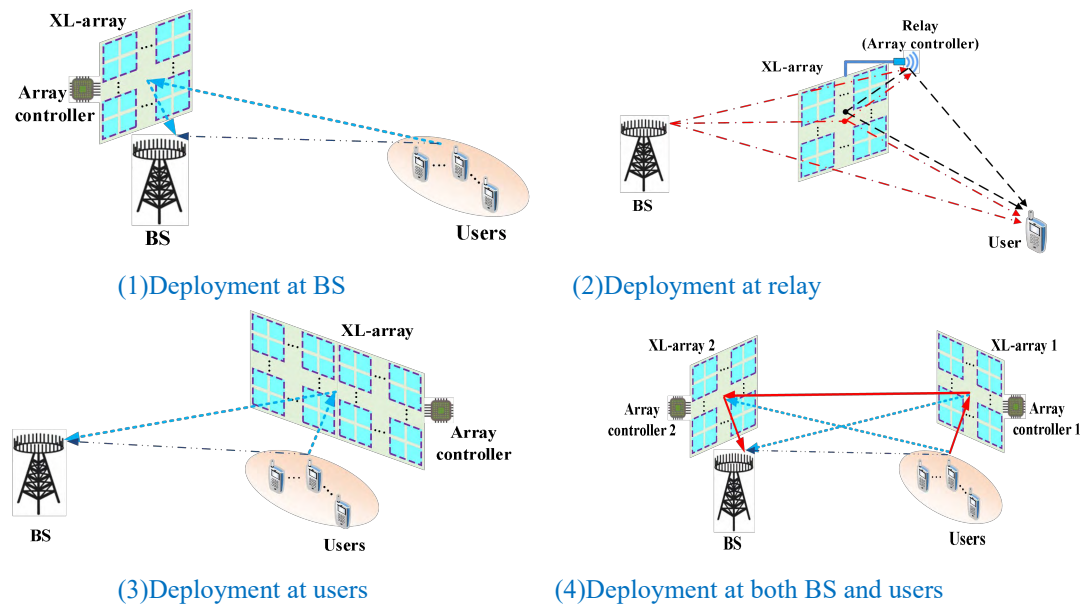 XL-array
Array
controller
BS
Users
(1)Deployment at BS
Relay
(Array controller)
XL-array
BS
User
(2)Deployment at relay
XL-array
Array
controller
BS
Users
(3)Deployment at users
XL-array 2
XL-array 1
Array
controller 2
Array
controller 1
BS
Users
(4)Deployment at both BS and users